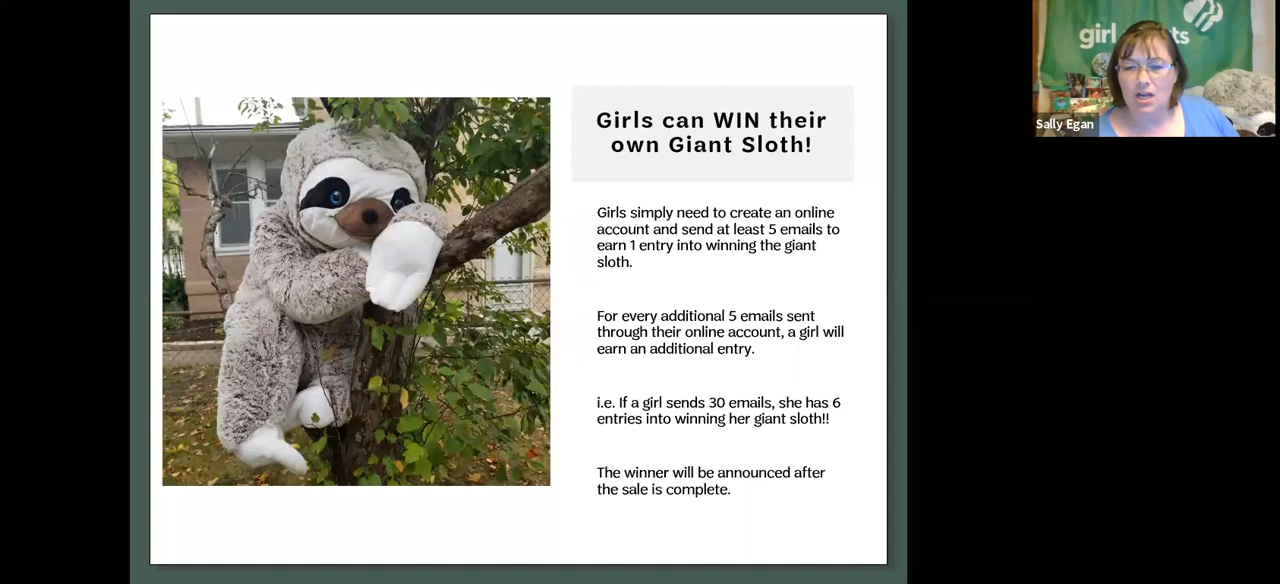 Girls can WIN their
own Giant Sloth!
Girls simply need to create an online
account and send at least 5 emails to
earn 1 entry into winning the giant
sloth.
For every additional 5 emails sent
through their online account, a girl will
earn an additional entry.
i.e. If a girl sends 30 emails, she has 6
entries into winning her giant sloth!!
The winner will be announced after
the sale is complete.
girl
ts
Sally Egan